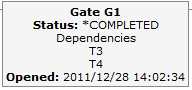 Gate G1
Status: *COMPLETED
Dependencies
T3
T4
Opened: 2011/12/28 14:02:34